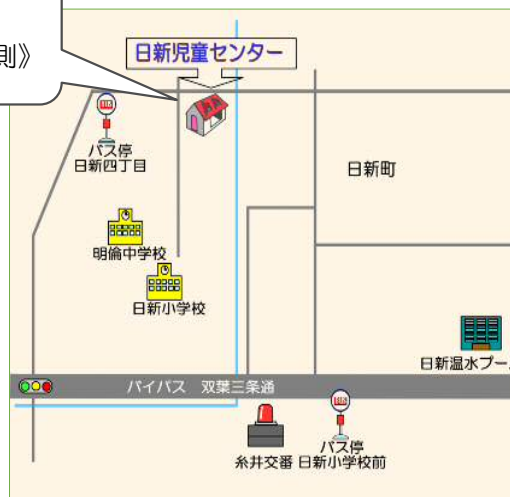 則》
日新児童センター
バス停
日新四丁目
日新町
明倫中学校
日新小学校
日新温水プー
バイパス 双葉三条通
糸井交番
バス停
日新小学校前